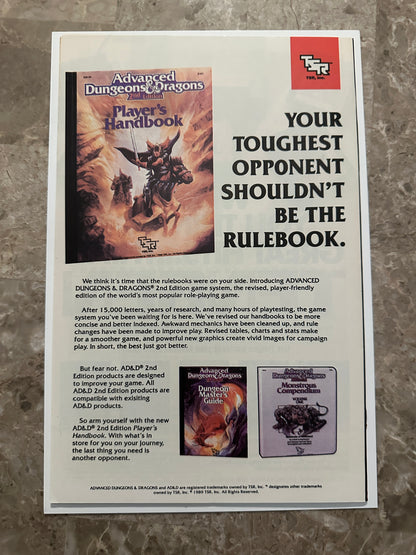 TSR
TSR, Inc.
Advanced
Dungeons & Dragons
2nd Edition
Player's
Handbook
TSR
YOUR
TOUGHEST
OPPONENT
SHOULDN'T
BE THE
RULEBOOK.
We think it's time that the rulebooks were on your side. Introducing ADVANCED
DUNGEONS & DRAGONS® 2nd Edition game system, the revised, player-friendly
edition of the world's most popular role-playing game.
After 15,000 letters, years of research, and many hours of playtesting, the game
system you've been waiting for is here. We've revised our handbooks to be more
concise and better indexed. Awkward mechanics have been cleaned up, and rule
changes have been made to improve play. Revised tables, charts and stats make
for a smoother game, and powerful new graphics create vivid images for campaign
play. In short, the best just got better.
But fear not. AD&D® 2nd
Edition products are designed
to improve your game. All
AD&D 2nd Edition products are
compatible with exisiting
AD&D products.
So arm yourself with the new
AD&D® 2nd Edition Player's
Handbook. With what's in
store for you on your journey,
the last thing you need is
another opponent.
Advanced
Dungeons & Dragons
Dungeon
Master's
Guide
Advanced
Dungeons & Dragons
Monstrous
Compendium
VOLUME
ONE
ADVANCED DUNGEONS & DRAGONS and AD&D are registered trademarks owned by TSR, Inc. ™ designates other trademarks
owned by TSR, Inc. © 1989 TSR, Inc. All Rights Reserved.